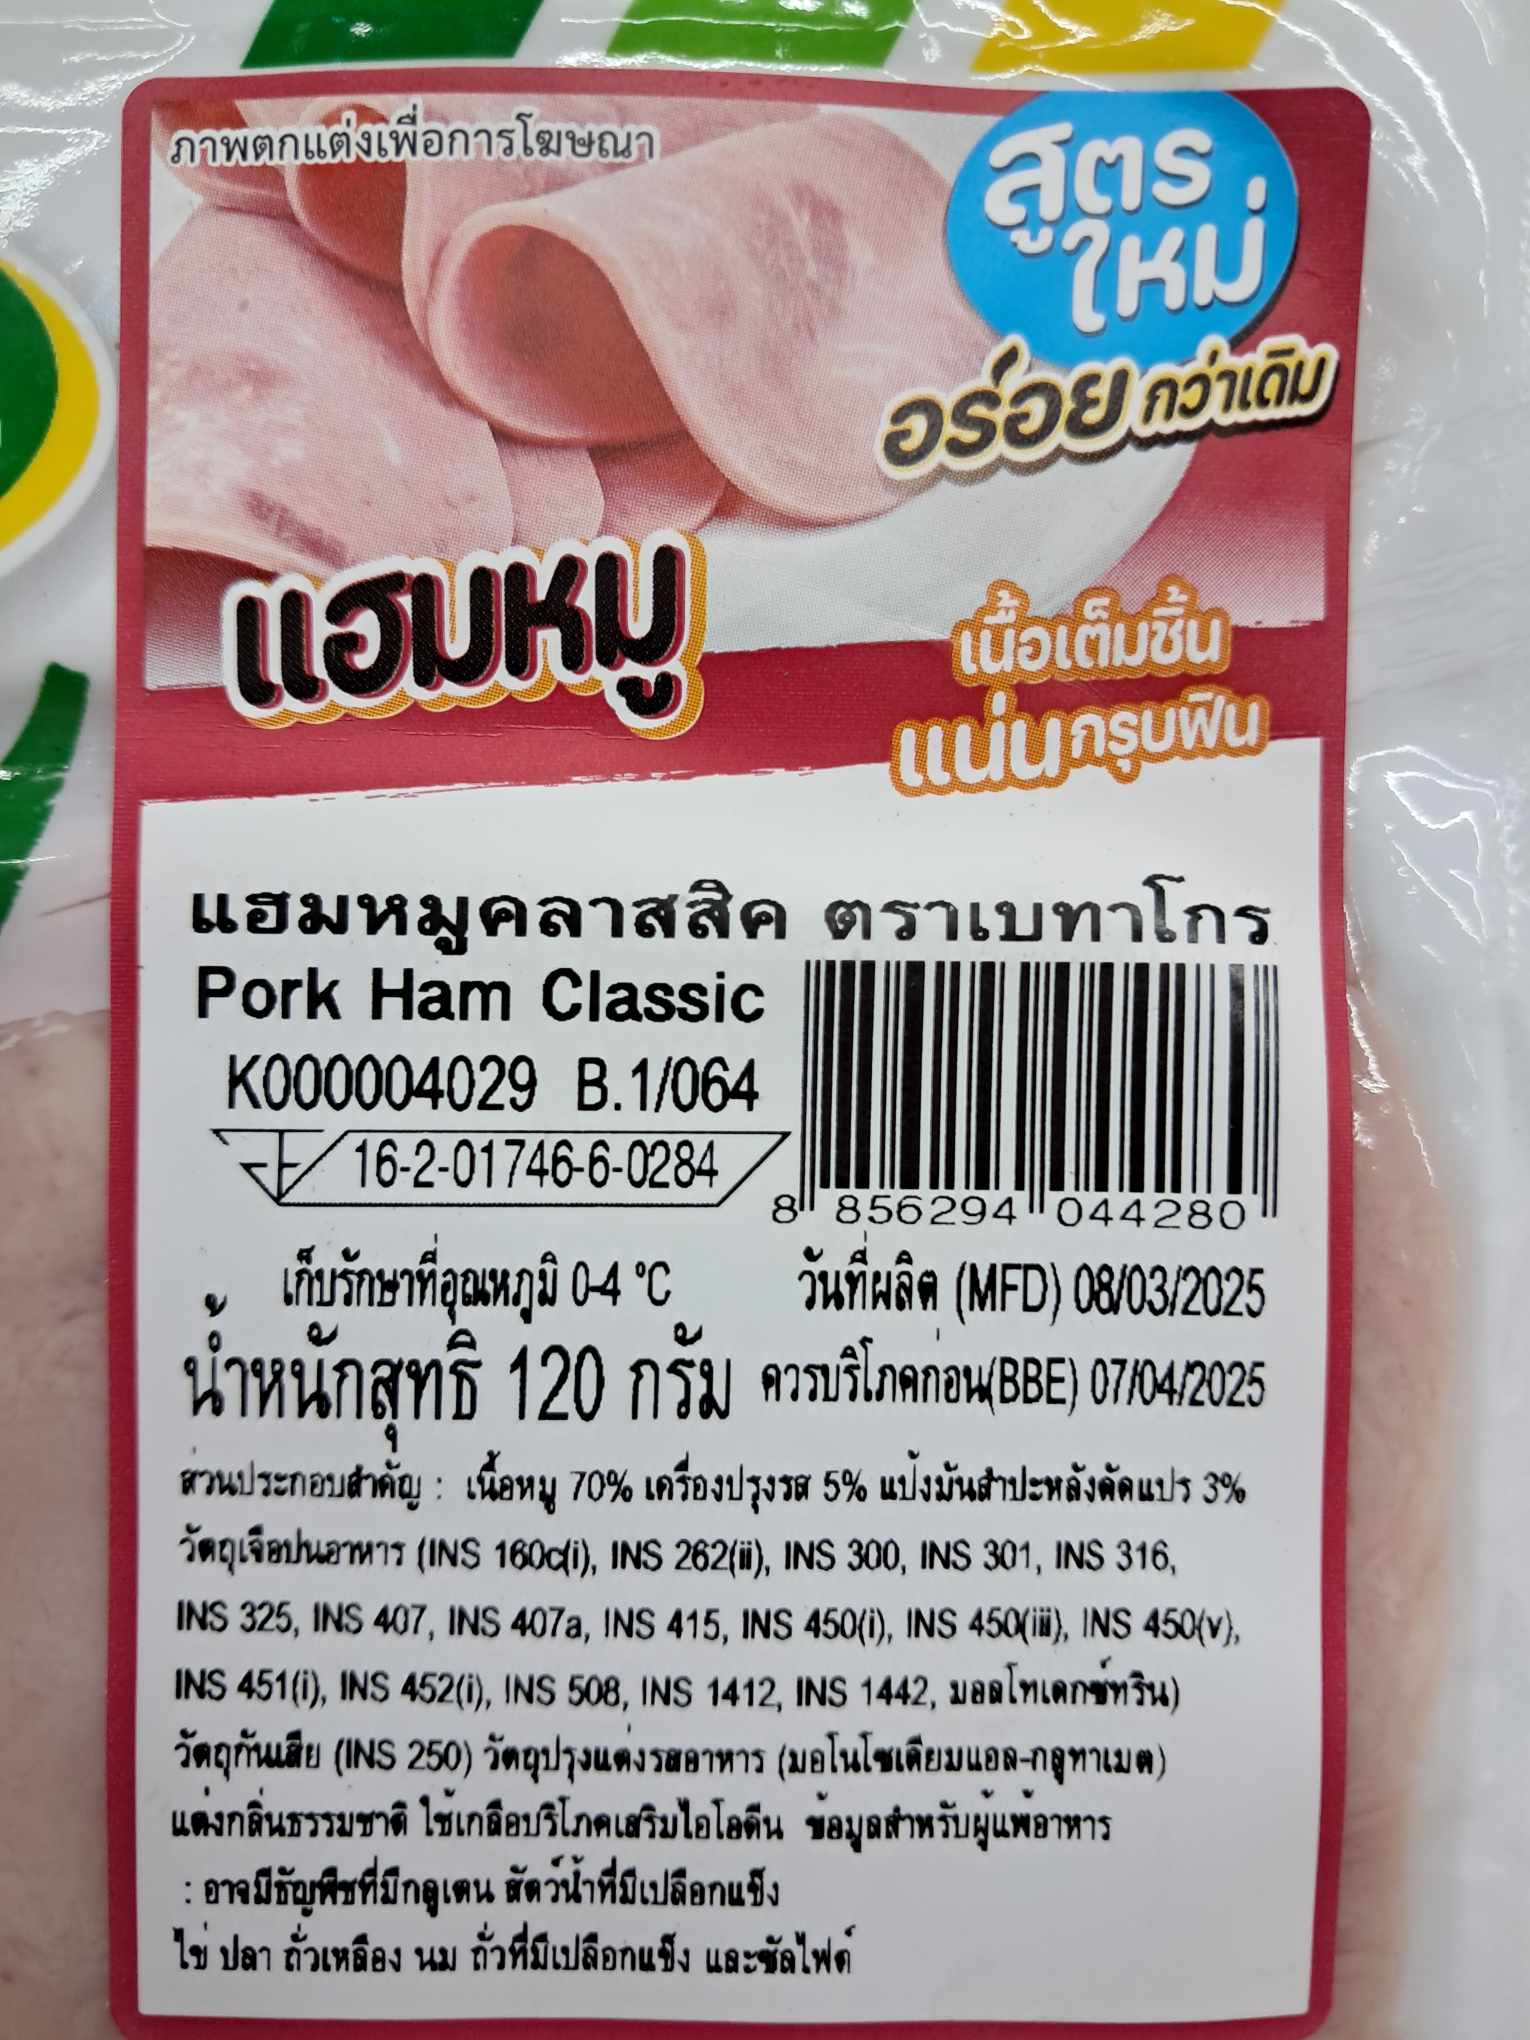 ภาพตกแต่งเพื่อการโฆษณา
สูตร
ใหม่
อร่อย กว่าเดิม
แฮมหมู
เนื้อเต็มชิ้น
แน่นกรุบฟิน
แฮมหมูคลาสสิค ตราเบทาโกร
Pork Ham Classic
K000004029 B.1/064
16-2-01746-6-0284
8 856294 044280
เก็บรักษาที่อุณหภูมิ 0-4 °C
วันที่ผลิต (MFD) 08/03/2025
น้ำหนักสุทธิ 120 กรัม
ควรบริโภคก่อน(BBE) 07/04/2025
ส่วนประกอบสำคัญ : เนื้อหมู 70% เครื่องปรุงรส 5% แป้งมันสำปะหลังดัดแปร 3%
วัตถุเจือปนอาหาร (INS 160c(i), INS 262(ii), INS 300, INS 301, INS 316,
INS 325, INS 407, INS 407a, INS 415, INS 450(i), INS 450(iii), INS 450(v),
INS 451(i), INS 452(i), INS 508, INS 1412, INS 1442, มอลโทเดกซ์ทริน)
วัตถุกันเสีย (INS 250) วัตถุปรุงแต่งรสอาหาร (มอโนโซเดียมแอล-กลูทาเมต)
แต่งกลิ่นธรรมชาติ ใช้เกลือบริโภคเสริมไอโอดีน ข้อมูลสำหรับผู้แพ้อาหาร
: อาจมีธัญพืชที่มีกลูเตน สัตว์น้ำที่มีเปลือกแข็ง
ไข่ ปลา ถั่วเหลือง นม ถั่วที่มีเปลือกแข็ง และซัลไฟต์